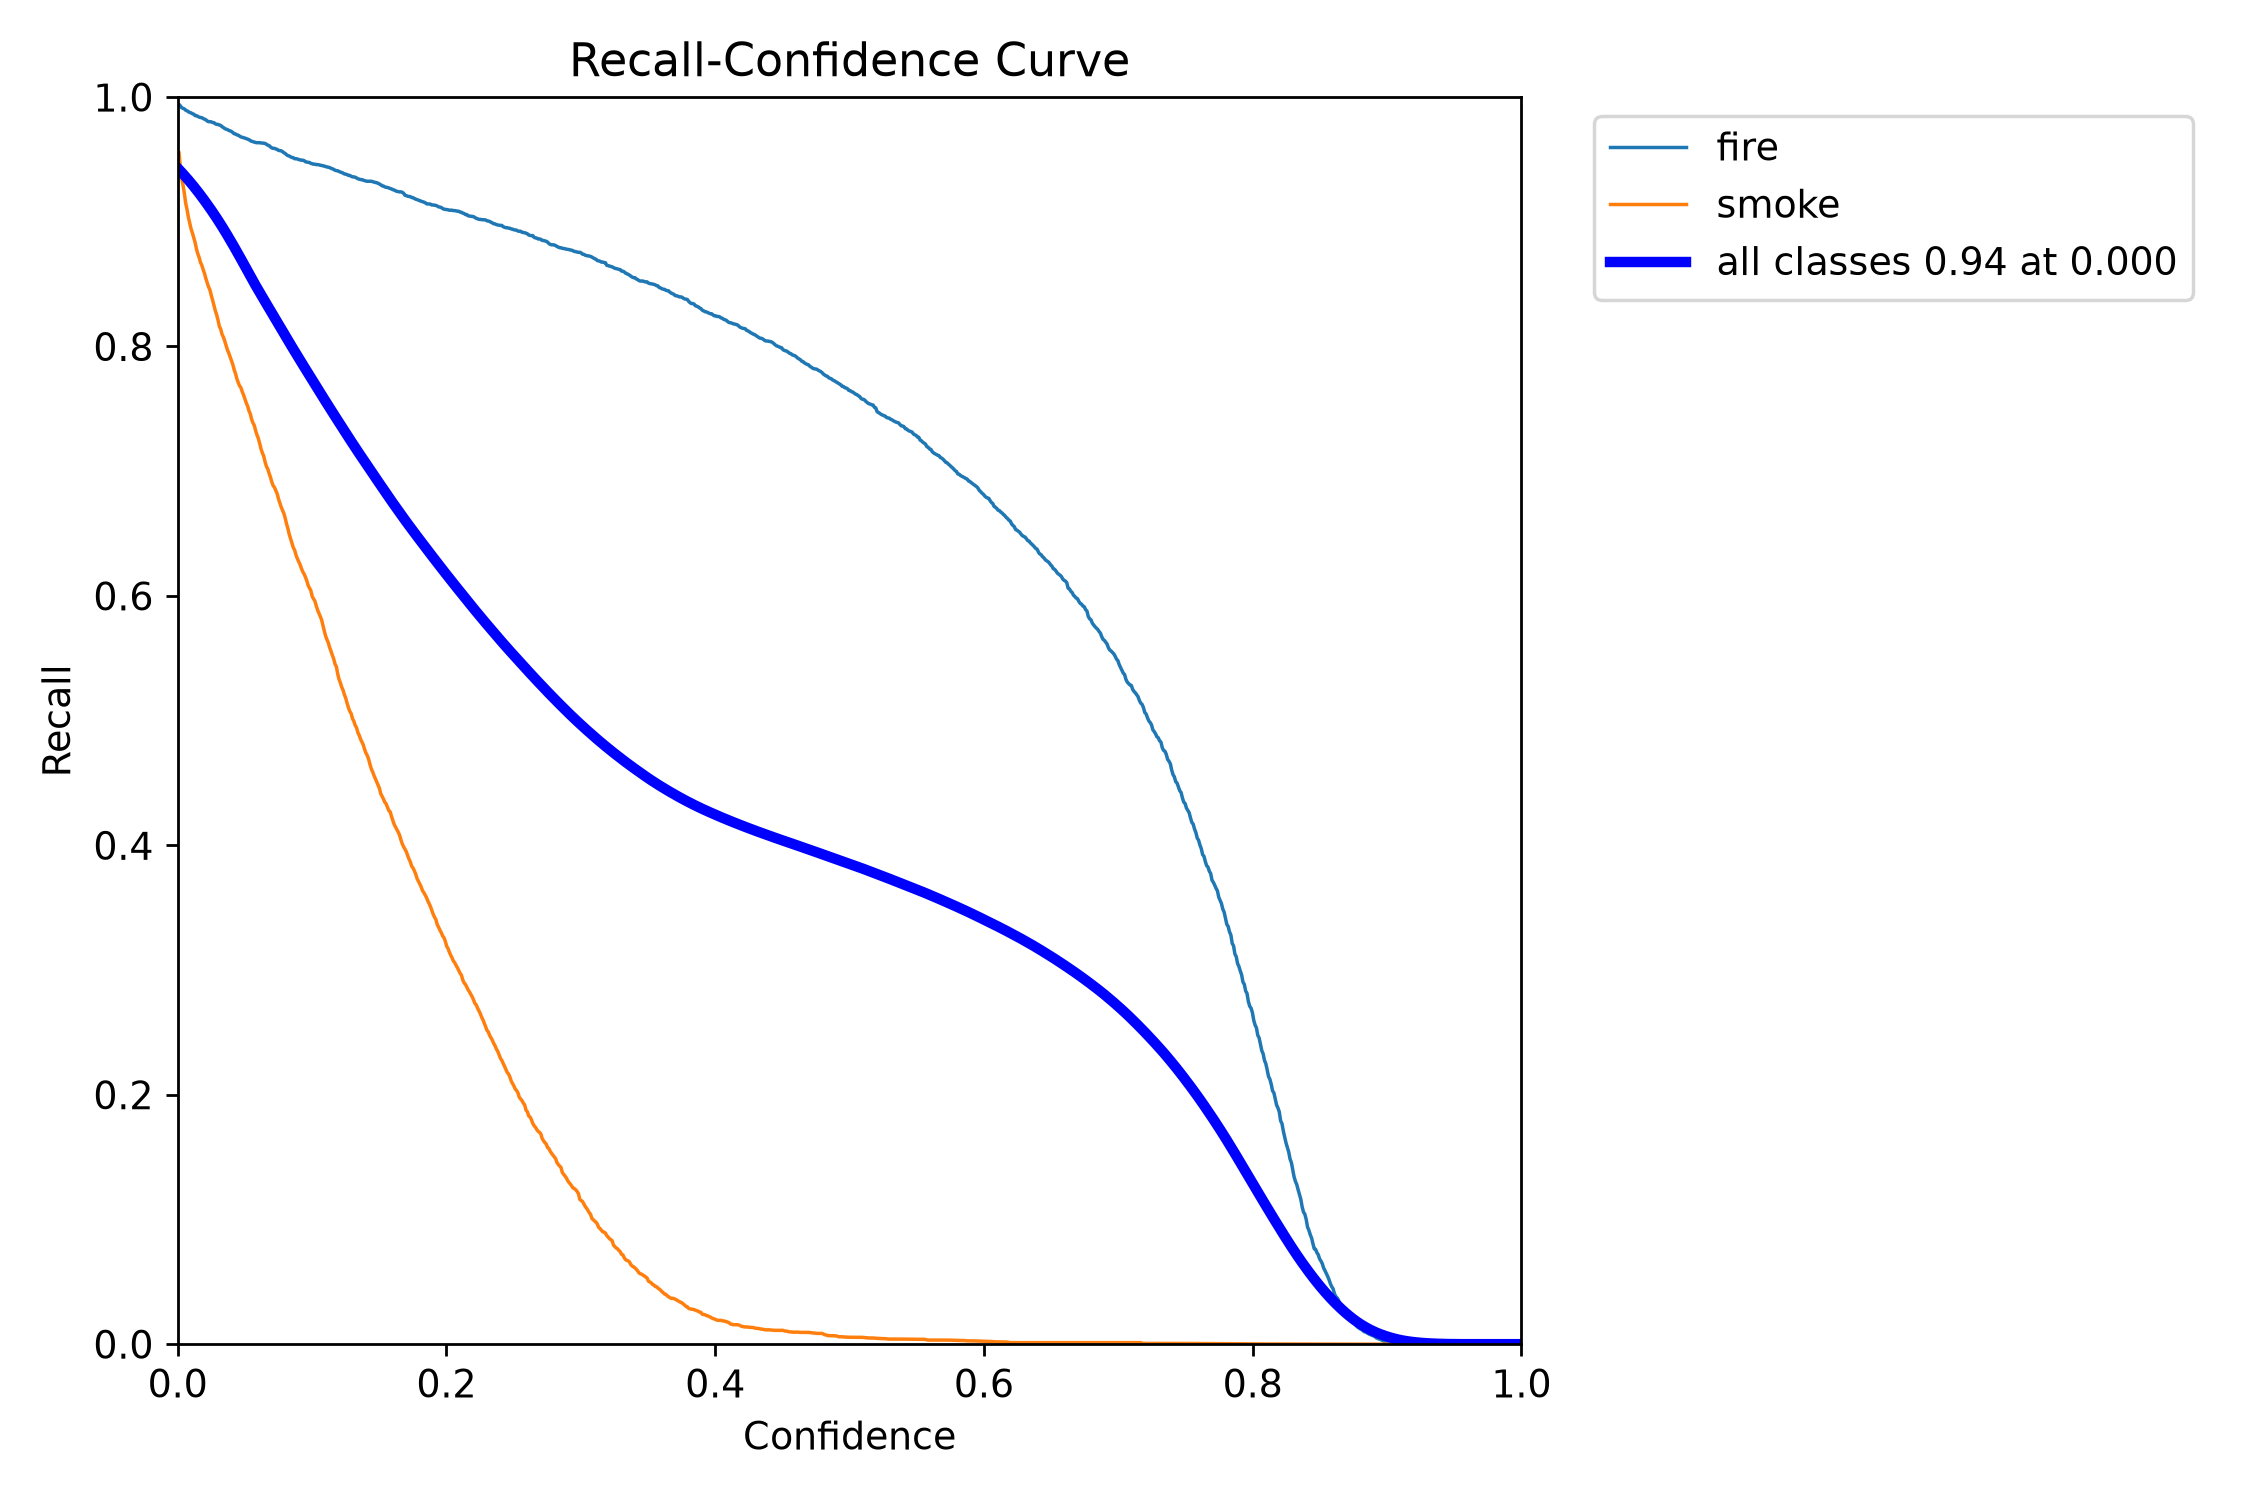 Recall-Confidence Curve
1.0
0.8
0.6
0.4
0.2
0.0
Recall
0.0 0.2 0.4 0.6 0.8 1.0
Confidence
fire
smoke
all classes 0.94 at 0.000